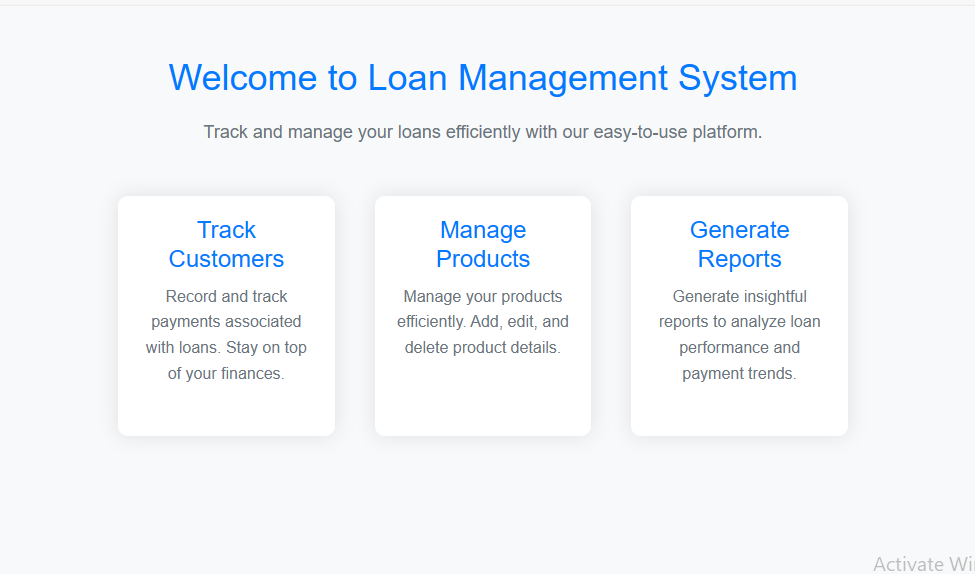 Welcome to Loan Management System
Track and manage your loans efficiently with our easy-to-use platform.
Track
Customers
Record and track
payments associated
with loans. Stay on top
of your finances.
Manage
Products
Manage your products
efficiently. Add, edit, and
delete product details.
Generate
Reports
Generate insightful
reports to analyze loan
performance and
payment trends.
Activate